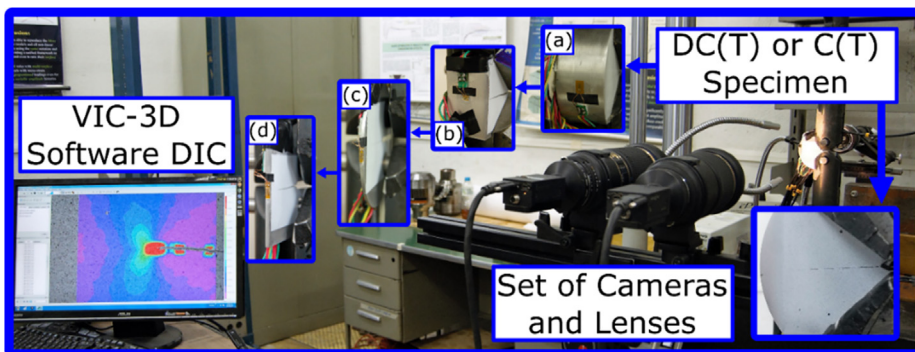 (a)
DC(T) or C(T)
Specimen
(b)
(c)
(d)
VIC-3D
Software DIC
Set of Cameras
and Lenses